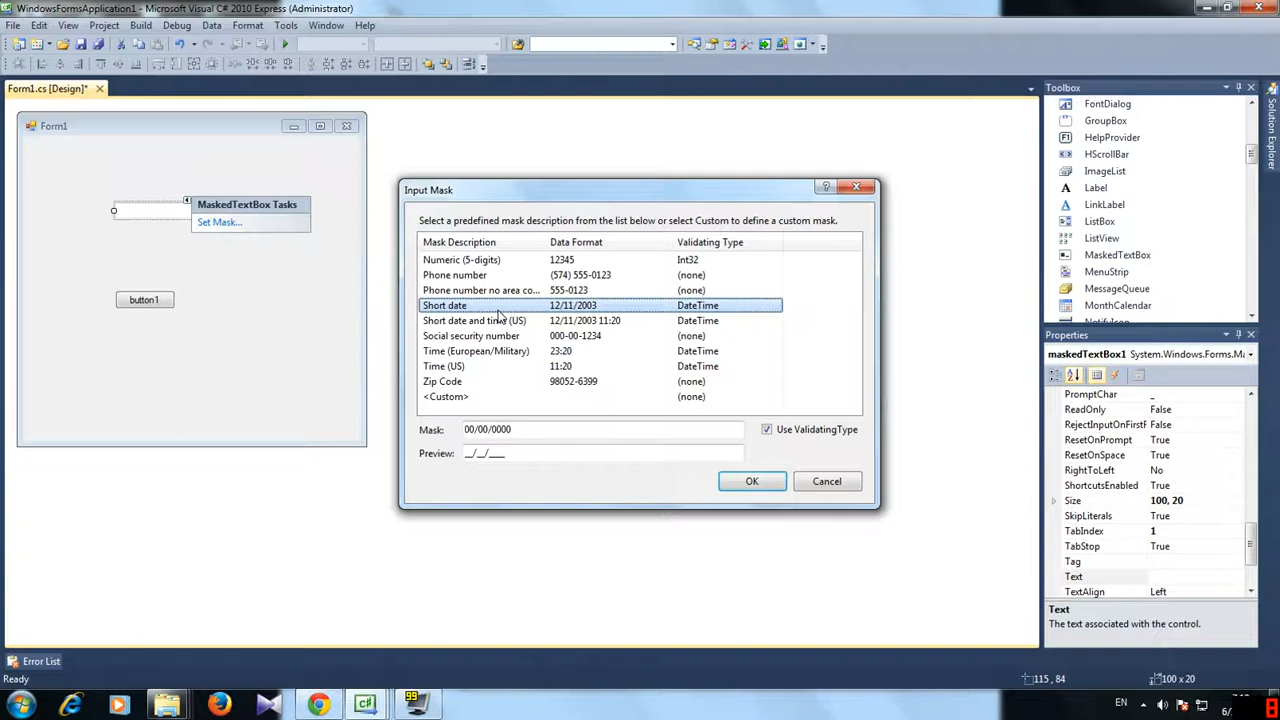 WindowsFormsApplication1 - Microsoft Visual C# 2010 Express (Administrator)
File Edit View Project Build Debug Data Format Tools Window Help
Form1.cs [Design]*
Form1
MaskedTextBox Tasks
Set Mask...
button1
Input Mask
Select a predefined mask description from the list below or select Custom to define a custom mask.
Mask Description Data Format Validating Type
Numeric (5-digits) 12345 Int32
Phone number (574) 555-0123 (none)
Phone number no area co... 555-0123 (none)
Short date 12/11/2003 DateTime
Short date and time (US) 12/11/2003 11:20 DateTime
Social security number 000-00-1234 (none)
Time (European/Military) 23:20 DateTime
Time (US) 11:20 DateTime
Zip Code 98052-6399 (none)
<Custom> (none)
Mask: 00/00/0000 Use ValidatingType
Preview: __/__/____
OK Cancel
Toolbox
FontDialog
GroupBox
HelpProvider
HScrollBar
ImageList
Label
LinkLabel
ListBox
ListView
MaskedTextBox
MenuStrip
MessageQueue
MonthCalendar
NotifyIcon
Solution Explorer
Properties
maskedTextBox1 System.Windows.Forms.Ma
PromptChar _
ReadOnly False
RejectInputOnFirstF False
ResetOnPrompt True
ResetOnSpace True
RightToLeft No
ShortcutsEnabled True
Size 100, 20
SkipLiterals True
TabIndex 1
TabStop True
Tag
Text
TextAlign Left
Text
The text associated with the control.
Error List
Ready 115 , 84 100 x 20
99
EN
6/
8